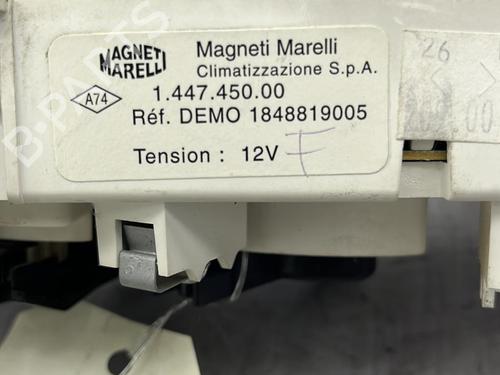 MAGNETI
MARELLI
Magneti Marelli
Climatizzazione S.p.A.
A74
1.447.450.00
Réf. DEMO 1848819005
Tension : 12V F
26
B-PARTS